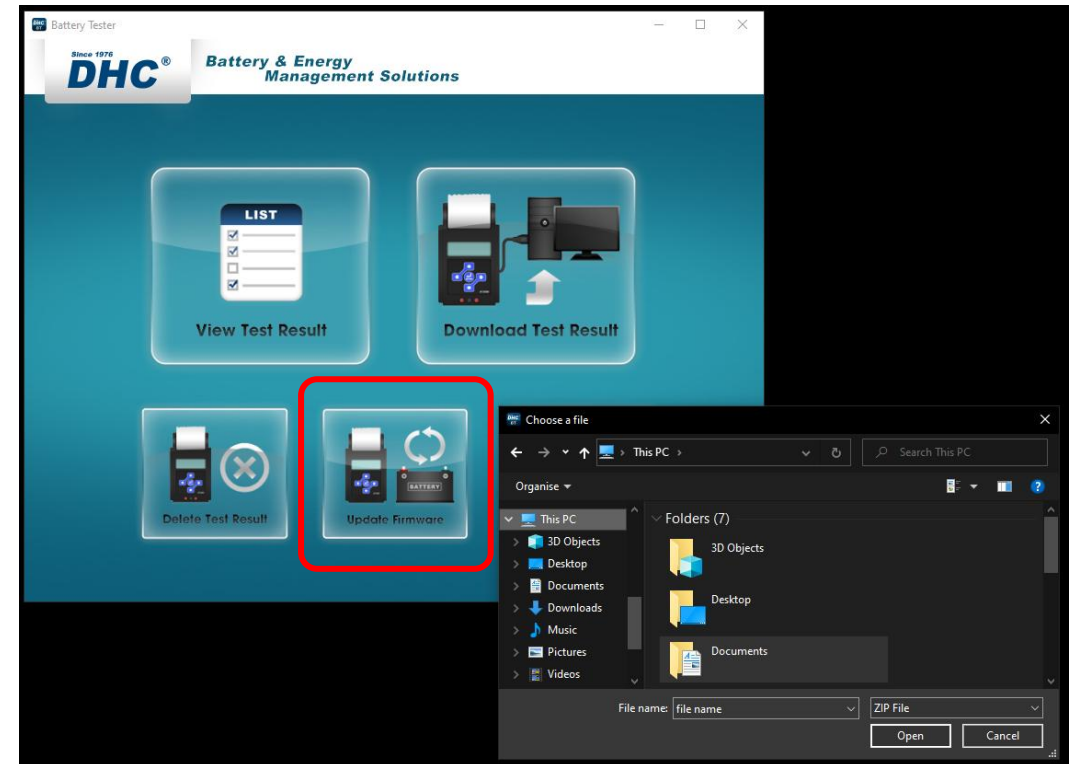 Battery Tester
Since 1976
DHC®
Battery & Energy
Management Solutions
LIST
View Test Result
Download Test Result
Delete Test Result
BATTERY
Update Firmware
Choose a file
This PC
Search This PC
Organise
This PC
3D Objects
Desktop
Documents
Downloads
Music
Pictures
Videos
Folders (7)
3D Objects
Desktop
Documents
File name: file name
ZIP File
Open
Cancel